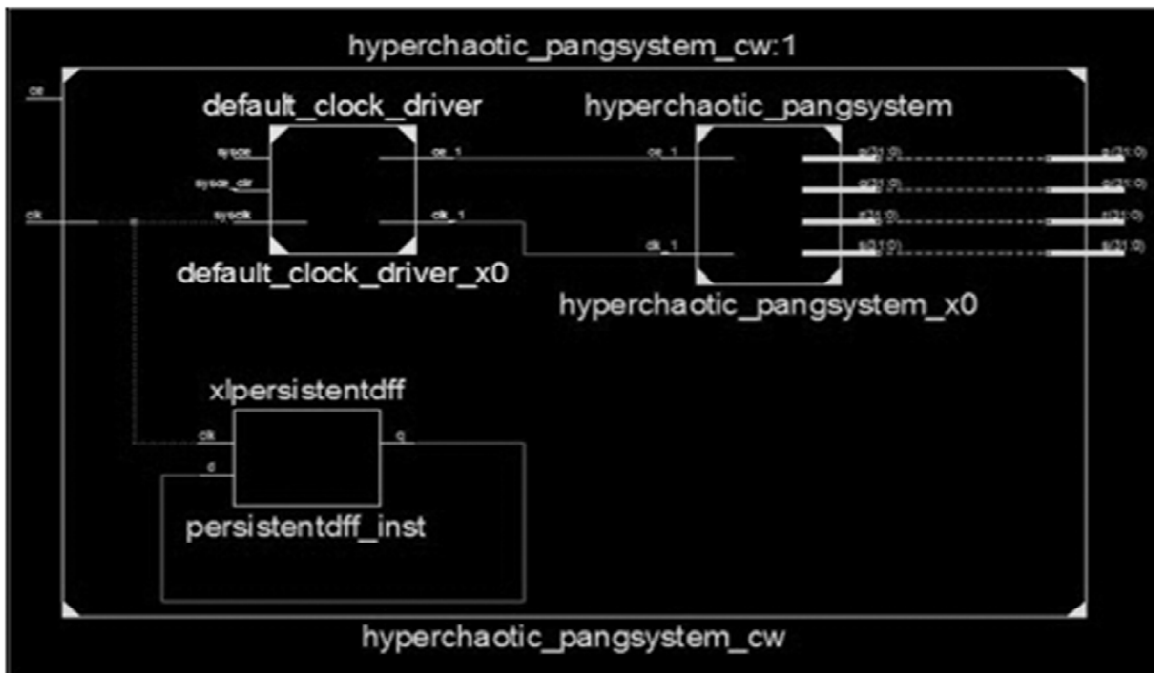 hyperchaotic_pangsystem_cw:1
ce
default_clock_driver
hyperchaotic_pangsystem
sysce
ce_1
ce_1
sysce_clr
clk
sysclk
clk_1
clk_1
default_clock_driver_x0
hyperchaotic_pangsystem_x0
xlpersistentdff
clk
q
d
persistentdff_inst
hyperchaotic_pangsystem_cw